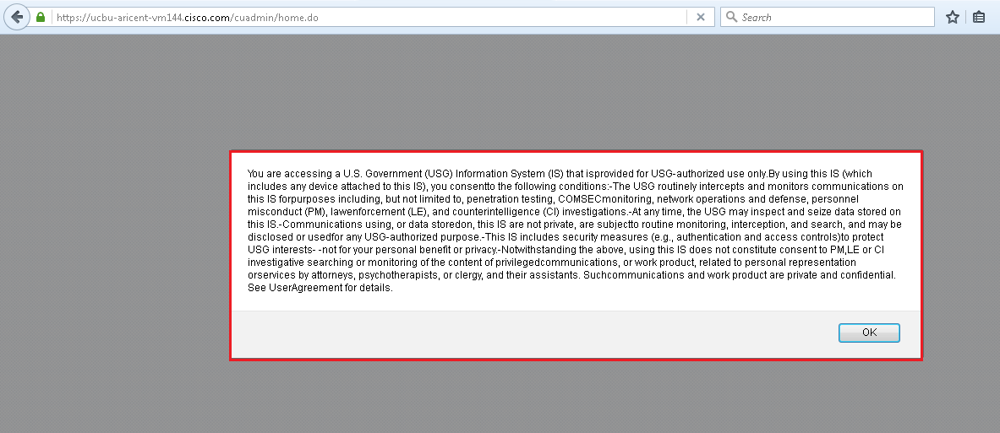 https://ucbu-aricent-vm144.cisco.com/cuadmin/home.do
Search
You are accessing a U.S. Government (USG) Information System (IS) that isprovided for USG-authorized use only.By using this IS (which
includes any device attached to this IS), you consentto the following conditions:-The USG routinely intercepts and monitors communications on
this IS forpurposes including, but not limited to, penetration testing, COMSECmonitoring, network operations and defense, personnel
misconduct (PM), lawenforcement (LE), and counterintelligence (CI) investigations.-At any time, the USG may inspect and seize data stored on
this IS.-Communications using, or data storedon, this IS are not private, are subjectto routine monitoring, interception, and search, and may be
disclosed or usedfor any USG-authorized purpose.-This IS includes security measures (e.g., authentication and access controls)to protect
USG interests- -not for your personal benefit or privacy.-Notwithstanding the above, using this IS does not constitute consent to PM,LE or CI
investigative searching or monitoring of the content of privilegedcommunications, or work product, related to personal representation
orservices by attorneys, psychotherapists, or clergy, and their assistants. Suchcommunications and work product are private and confidential.
See UserAgreement for details.
OK